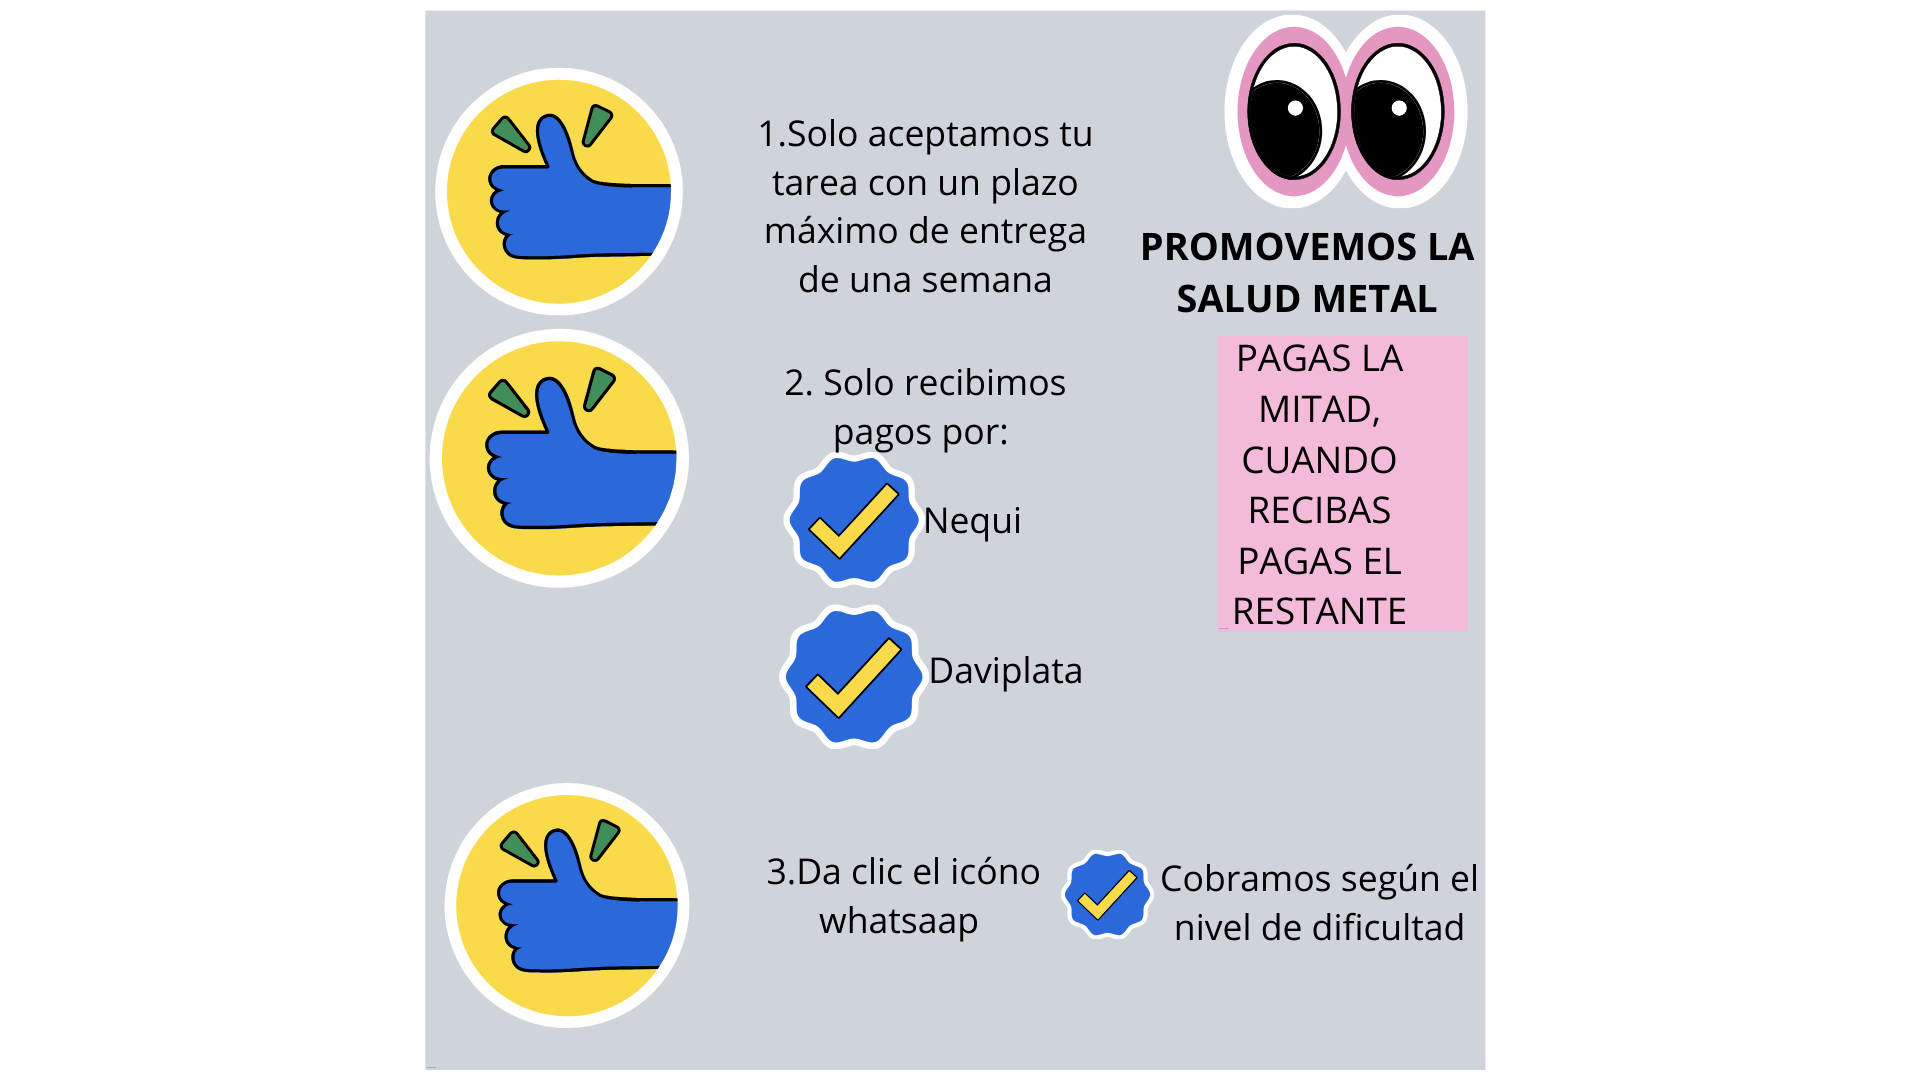 1.Solo aceptamos tu
tarea con un plazo
máximo de entrega
de una semana
2. Solo recibimos
pagos por:
Nequi
Daviplata
3.Da clic el icóno
whatsaap
Cobramos según el
nivel de dificultad
PROMOVEMOS LA
SALUD METAL
PAGAS LA
MITAD,
CUANDO
RECIBAS
PAGAS EL
RESTANTE